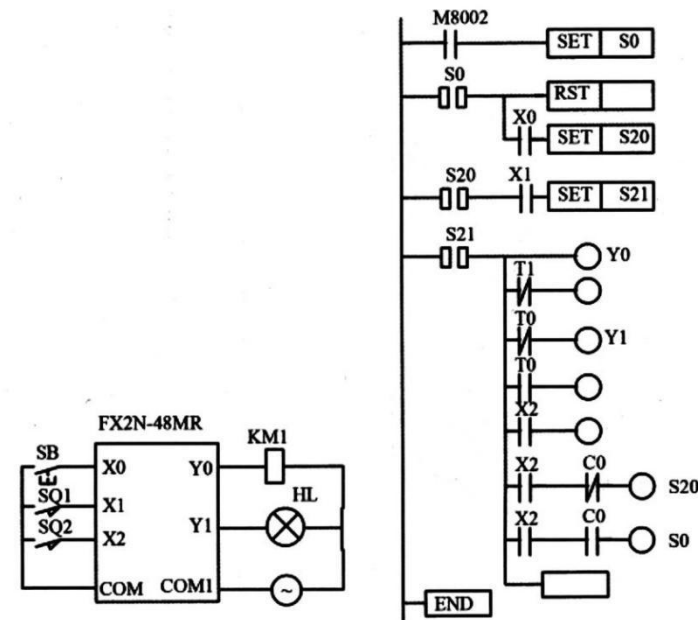 M8002
SET S0
S0
RST
X0
SET S20
S20 X1
SET S21
S21
Y0
T1
T0
Y1
T0
X2
X2 C0
S20
X2 C0
S0
END
FX2N-48MR
KM1
SB
X0 Y0
SQ1
X1
HL
SQ2
X2
Y1
COM COM1
~